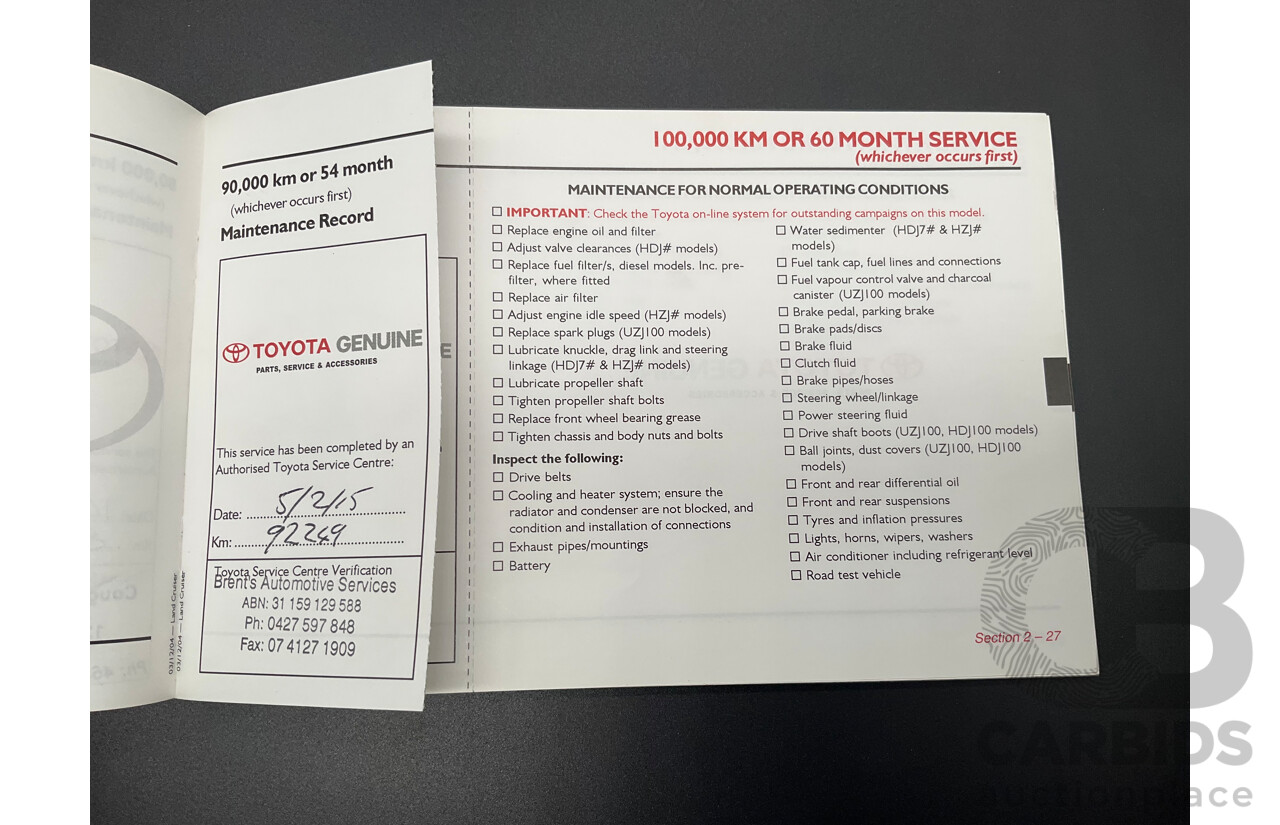 90,000 km or 54 month
(whichever occurs first)
Maintenance Record
TOYOTA GENUINE
PARTS, SERVICE & ACCESSORIES
This service has been completed by an
Authorised Toyota Service Centre:
Date: 5/2/15
Km: 92249
Toyota Service Centre Verification
Brent's Automotive Services
ABN: 31 159 129 588
Ph: 0427 597 848
Fax: 07 4127 1909
03/12/04 — Land Cruiser
03/12/04 — Land Cruiser
100,000 KM OR 60 MONTH SERVICE
(whichever occurs first)
MAINTENANCE FOR NORMAL OPERATING CONDITIONS
IMPORTANT: Check the Toyota on-line system for outstanding campaigns on this model.
Replace engine oil and filter
Adjust valve clearances (HDJ# models)
Replace fuel filter/s, diesel models. Inc. pre-
filter, where fitted
Replace air filter
Adjust engine idle speed (HZJ# models)
Replace spark plugs (UZJ100 models)
Lubricate knuckle, drag link and steering
linkage (HDJ7# & HZJ# models)
Lubricate propeller shaft
Tighten propeller shaft bolts
Replace front wheel bearing grease
Tighten chassis and body nuts and bolts
Inspect the following:
Drive belts
Cooling and heater system; ensure the
radiator and condenser are not blocked, and
condition and installation of connections
Exhaust pipes/mountings
Battery
Water sedimenter (HDJ7# & HZJ#
models)
Fuel tank cap, fuel lines and connections
Fuel vapour control valve and charcoal
canister (UZJ100 models)
Brake pedal, parking brake
Brake pads/discs
Brake fluid
Clutch fluid
Brake pipes/hoses
Steering wheel/linkage
Power steering fluid
Drive shaft boots (UZJ100, HDJ100 models)
Ball joints, dust covers (UZJ100, HDJ100
models)
Front and rear differential oil
Front and rear suspensions
Tyres and inflation pressures
Lights, horns, wipers, washers
Air conditioner including refrigerant level
Road test vehicle
Section 2 – 27
CARBIDS
auctionplace